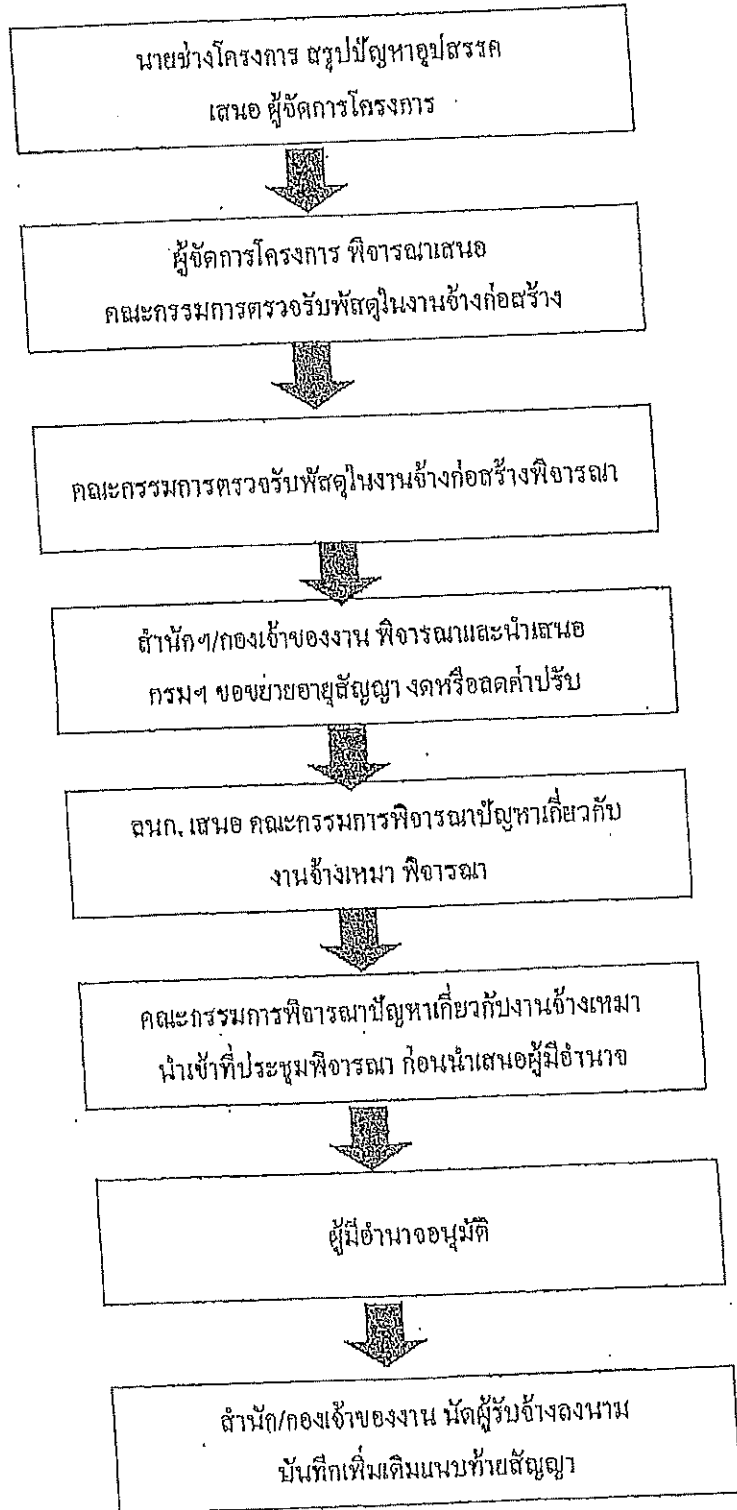 นายช่างโครงการ สรุปปัญหาอุปสรรค
เสนอ ผู้จัดการโครงการ
ผู้จัดการโครงการ พิจารณาเสนอ
คณะกรรมการตรวจรับพัสดุในงานจ้างก่อสร้าง
คณะกรรมการตรวจรับพัสดุในงานจ้างก่อสร้างพิจารณา
สำนักฯ/กองเจ้าของงาน พิจารณาและนำเสนอ
กรมฯ ขอขยายอายุสัญญา งดหรือลดค่าปรับ
ลนก. เสนอ คณะกรรมการพิจารณาปัญหาเกี่ยวกับ
งานจ้างเหมา พิจารณา
คณะกรรมการพิจารณาปัญหาเกี่ยวกับงานจ้างเหมา
นำเข้าที่ประชุมพิจารณา ก่อนนำเสนอผู้มีอำนาจ
ผู้มีอำนาจอนุมัติ
สำนัก/กองเจ้าของงาน นัดผู้รับจ้างลงนาม
บันทึกเพิ่มเติมแนบท้ายสัญญา